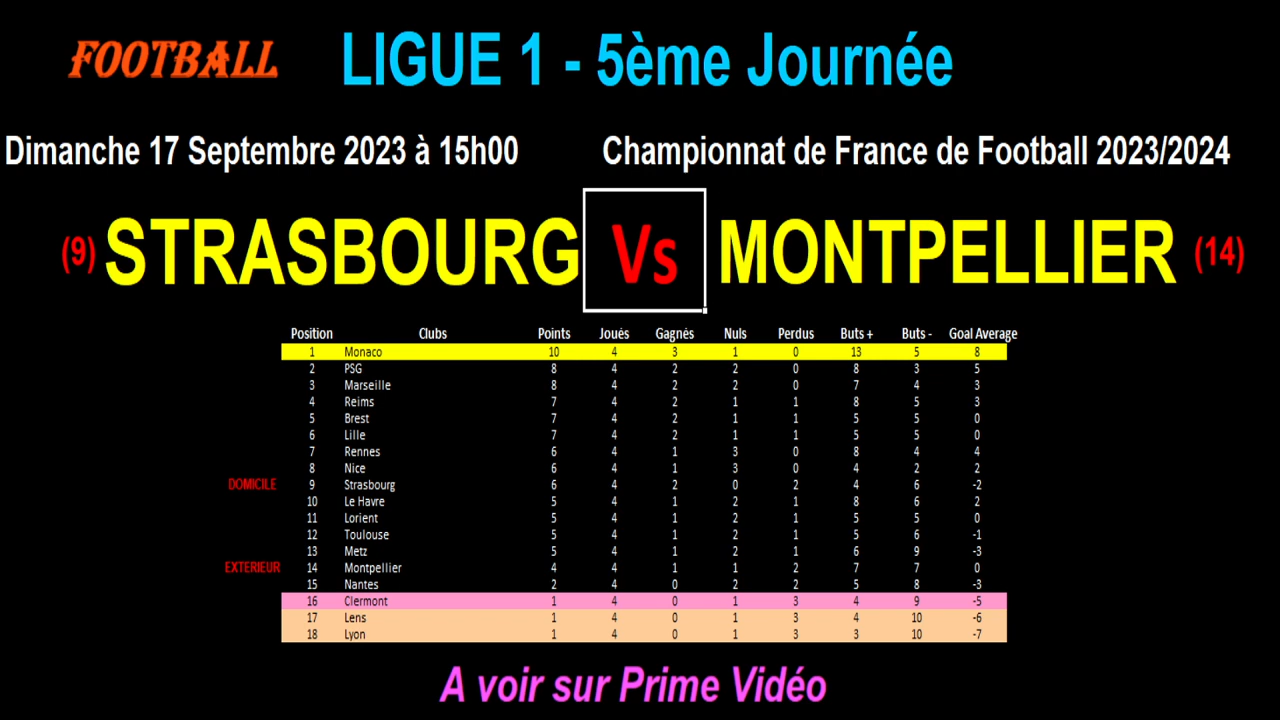 FOOTBALL LIGUE 1 - 5ème Journée
Dimanche 17 Septembre 2023 à 15h00 Championnat de France de Football 2023/2024
(9) STRASBOURG Vs MONTPELLIER (14)
Position Clubs Points Joués Gagnés Nuls Perdus Buts + Buts - Goal Average
1 Monaco 10 4 3 1 0 13 5 8
2 PSG 8 4 2 2 0 8 3 5
3 Marseille 8 4 2 2 0 7 4 3
4 Reims 7 4 2 1 1 8 5 3
5 Brest 7 4 2 1 1 5 5 0
6 Lille 7 4 2 1 1 5 5 0
7 Rennes 6 4 1 3 0 8 4 4
8 Nice 6 4 1 3 0 4 2 2
DOMICILE 9 Strasbourg 6 4 2 0 2 4 6 -2
10 Le Havre 5 4 1 2 1 8 6 2
11 Lorient 5 4 1 2 1 5 5 0
12 Toulouse 5 4 1 2 1 5 6 -1
13 Metz 5 4 1 2 1 6 9 -3
EXTERIEUR 14 Montpellier 4 4 1 1 2 7 7 0
15 Nantes 2 4 0 2 2 5 8 -3
16 Clermont 1 4 0 1 3 4 9 -5
17 Lens 1 4 0 1 3 4 10 -6
18 Lyon 1 4 0 1 3 3 10 -7
A voir sur Prime Vidéo